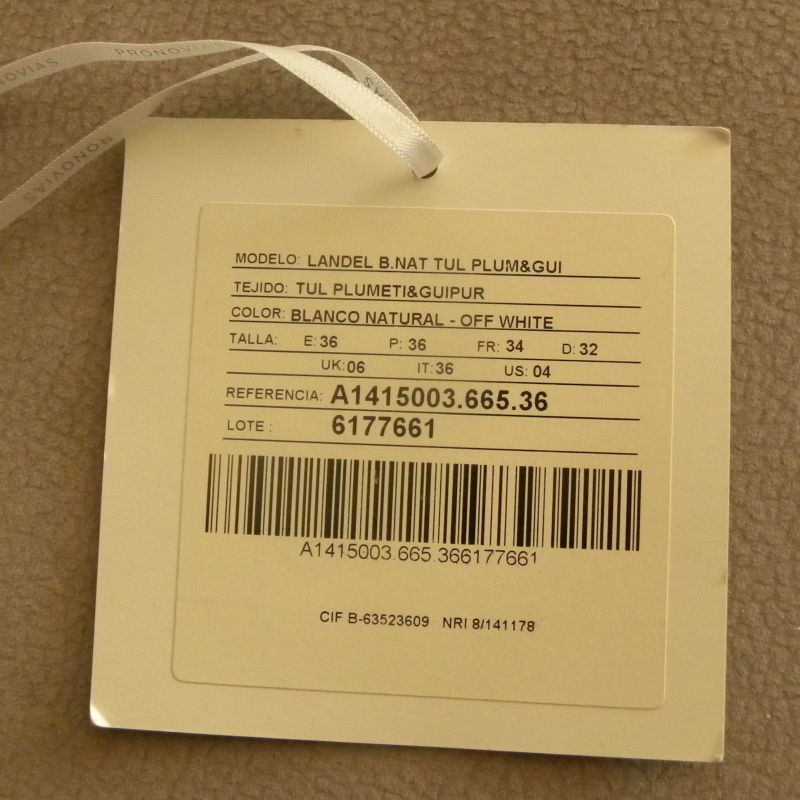 PRONOVIAS
NOVIAS
RONOVIAS
MODELO: LANDEL B.NAT TUL PLUM&GUI
TEJIDO: TUL PLUMETI&GUIPUR
COLOR: BLANCO NATURAL - OFF WHITE
TALLA: E:36 P: 36 FR: 34 D: 32
UK:06 IT:36 US: 04
REFERENCIA: A1415003.665.36
LOTE : 6177661
A1415003.665.366177661
CIF B-63523609 NRI 8/141178